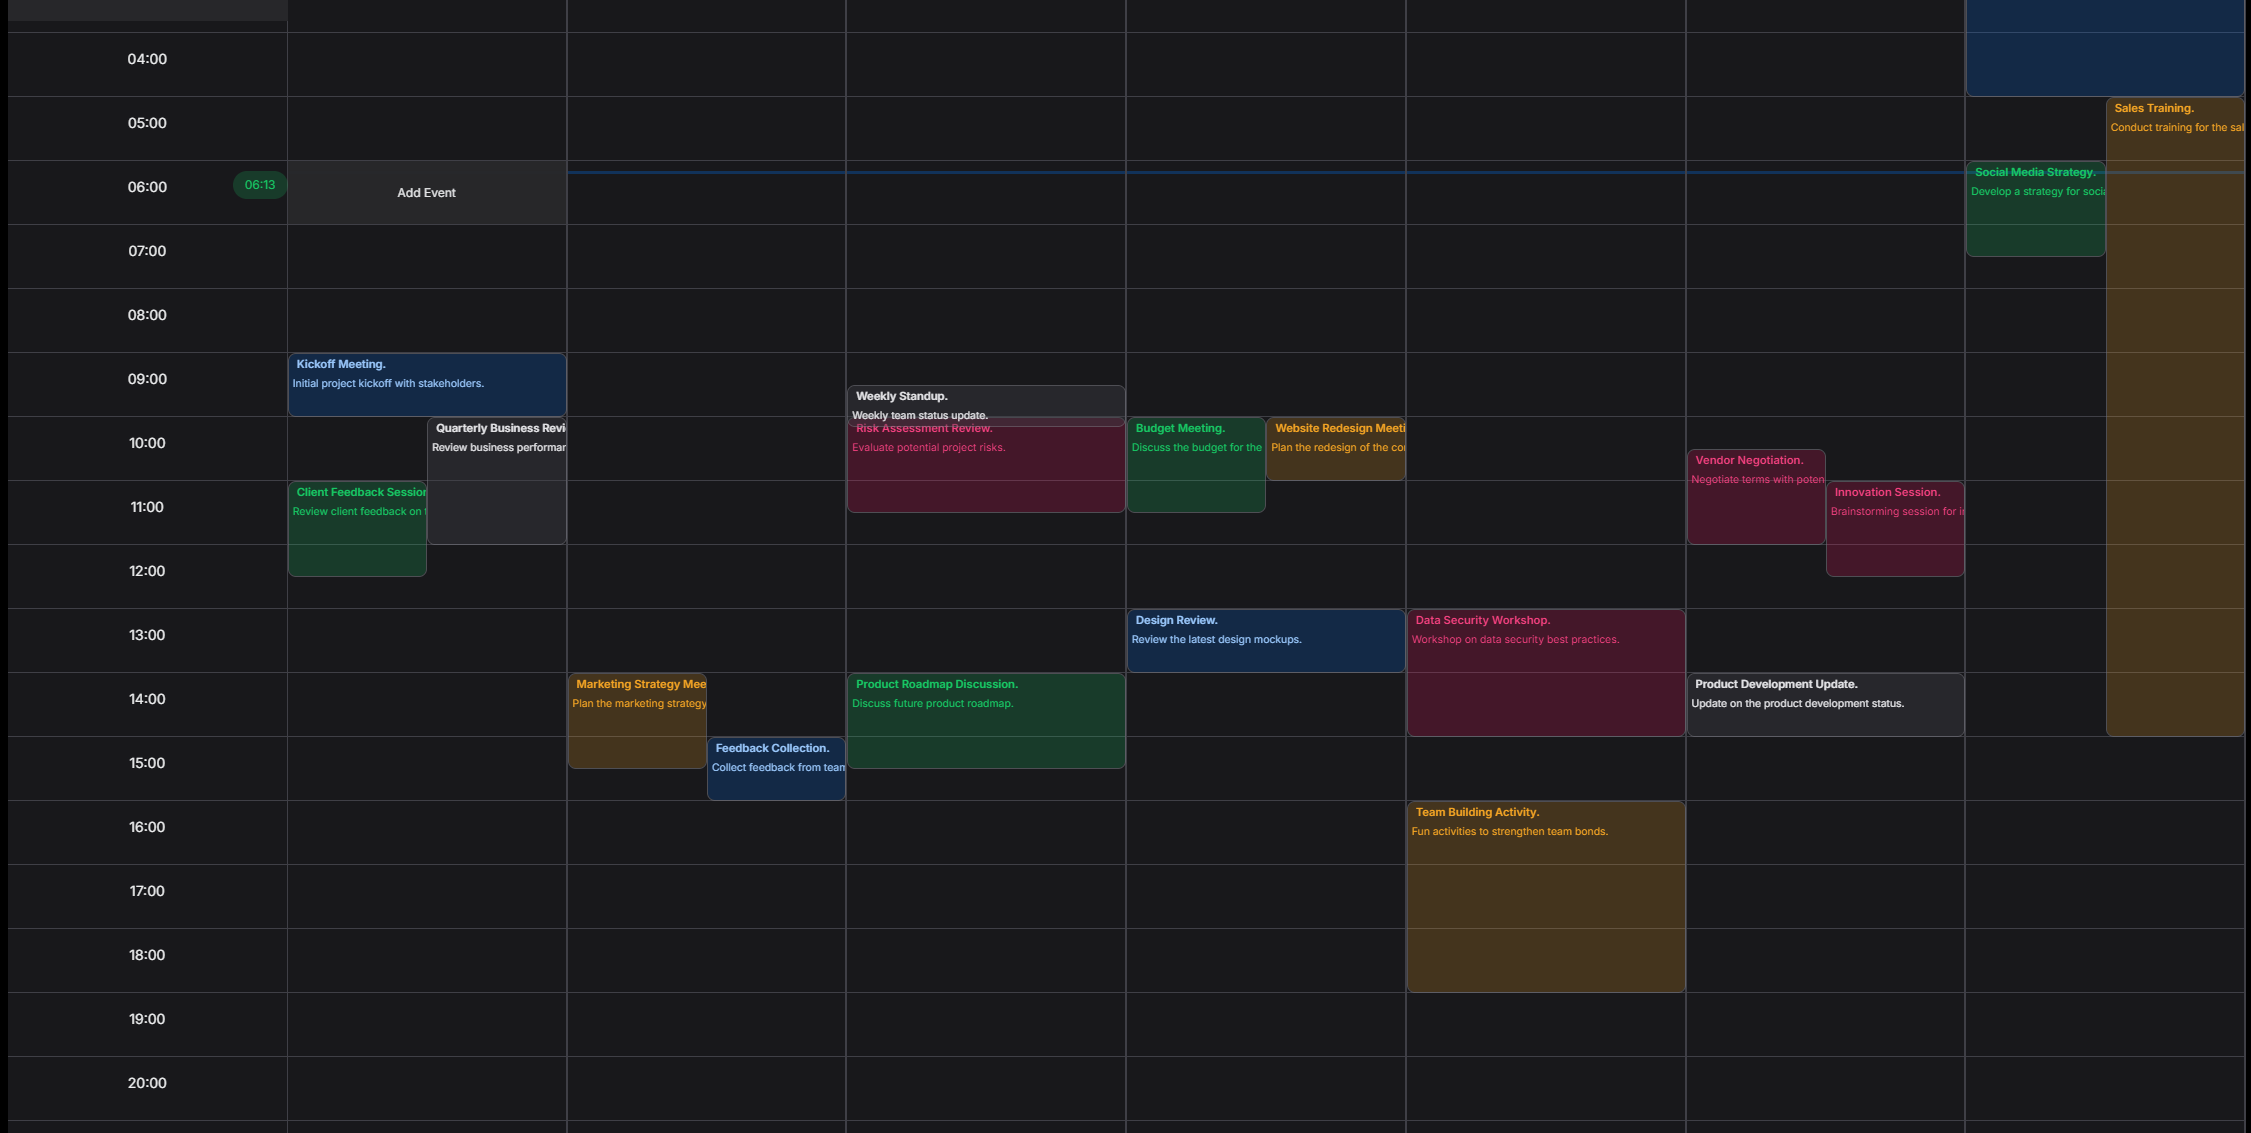 04:00
05:00
Sales Training.
Conduct training for the sal
06:00
06:13
Add Event
Social Media Strategy.
Develop a strategy for socia
07:00
08:00
09:00
Kickoff Meeting.
Initial project kickoff with stakeholders.
Weekly Standup.
Weekly team status update.
10:00
Quarterly Business Revi
Review business performan
Risk Assessment Review.
Evaluate potential project risks.
Budget Meeting.
Discuss the budget for the
Website Redesign Meeti
Plan the redesign of the co
Vendor Negotiation.
Negotiate terms with poten
11:00
Client Feedback Session
Review client feedback on t
Innovation Session.
Brainstorming session for i
12:00
13:00
Design Review.
Review the latest design mockups.
Data Security Workshop.
Workshop on data security best practices.
14:00
Marketing Strategy Mee
Plan the marketing strategy
Product Roadmap Discussion.
Discuss future product roadmap.
Product Development Update.
Update on the product development status.
15:00
Feedback Collection.
Collect feedback from team
16:00
Team Building Activity.
Fun activities to strengthen team bonds.
17:00
18:00
19:00
20:00